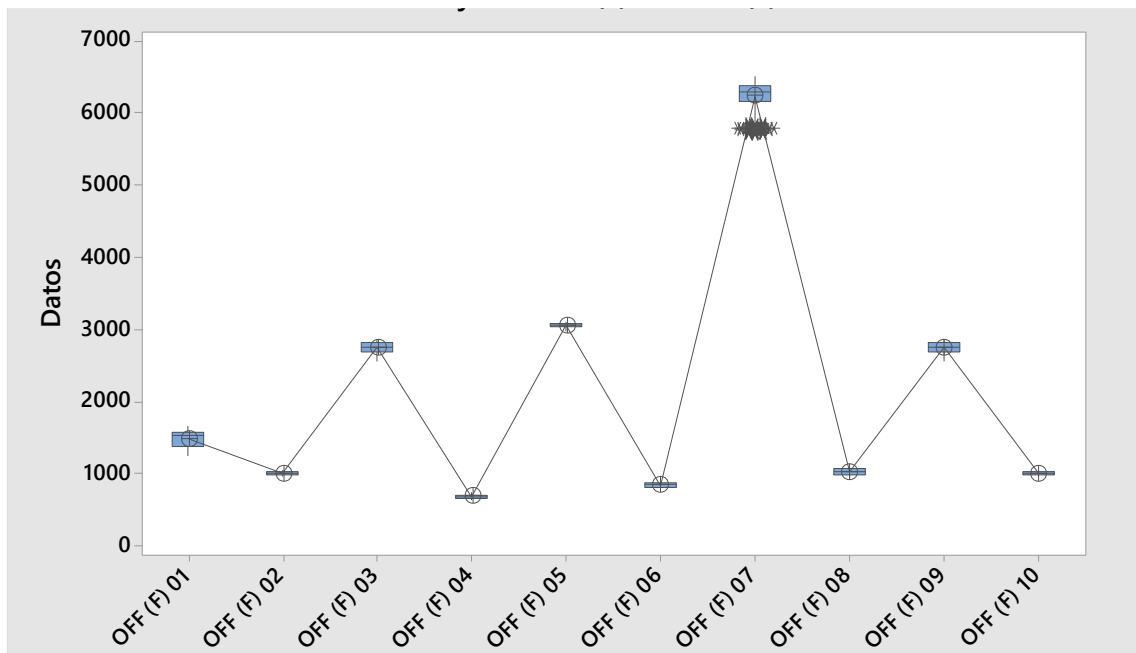 7000
6000
5000
4000
3000
2000
1000
0
Datos
OFF (F) 01
OFF (F) 02
OFF (F) 03
OFF (F) 04
OFF (F) 05
OFF (F) 06
OFF (F) 07
OFF (F) 08
OFF (F) 09
OFF (F) 10